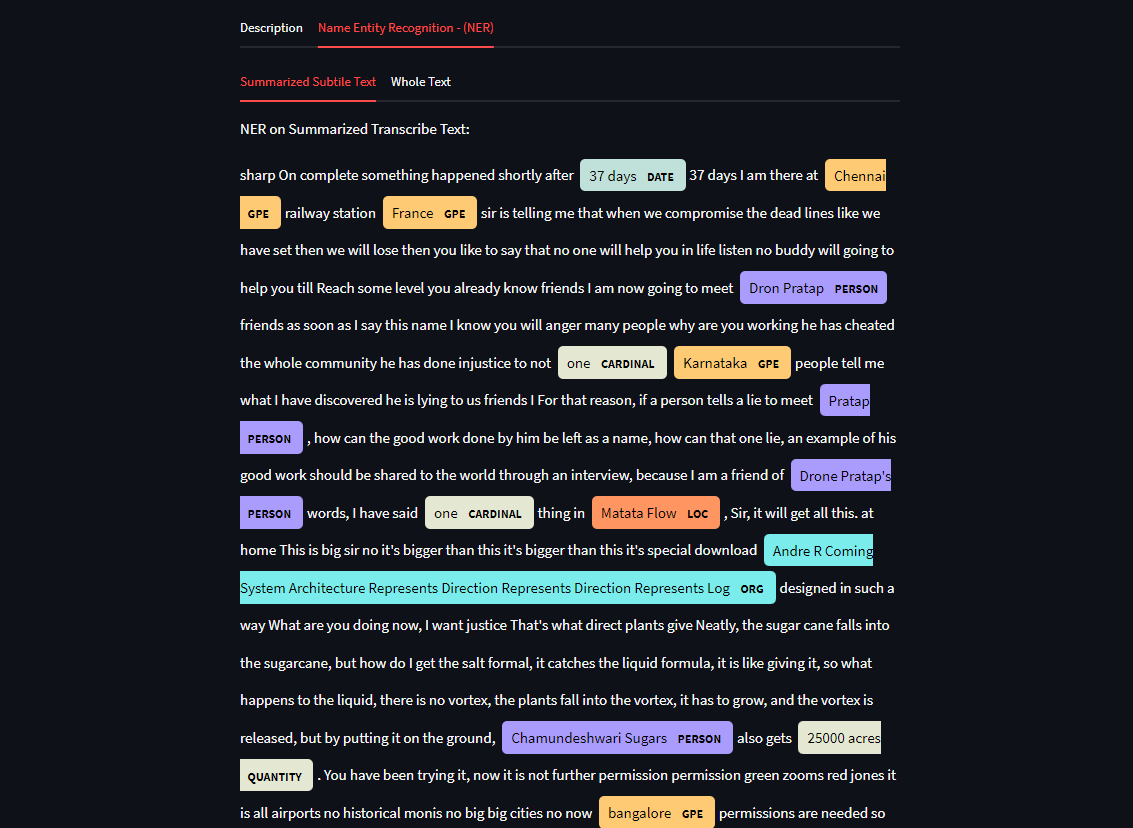 Description Name Entity Recognition - (NER)
Summarized Subtile Text Whole Text
NER on Summarized Transcribe Text:
sharp On complete something happened shortly after 37 days DATE 37 days I am there at Chennai
GPE railway station France GPE sir is telling me that when we compromise the dead lines like we
have set then we will lose then you like to say that no one will help you in life listen no buddy will going to
help you till Reach some level you already know friends I am now going to meet Dron Pratap PERSON
friends as soon as I say this name I know you will anger many people why are you working he has cheated
the whole community he has done injustice to not one CARDINAL Karnataka GPE people tell me
what I have discovered he is lying to us friends I For that reason, if a person tells a lie to meet Pratap
PERSON , how can the good work done by him be left as a name, how can that one lie, an example of his
good work should be shared to the world through an interview, because I am a friend of Drone Pratap's
PERSON words, I have said one CARDINAL thing in Matata Flow LOC , Sir, it will get all this. at
home This is big sir no it's bigger than this it's bigger than this it's special download Andre R Coming
System Architecture Represents Direction Represents Direction Represents Log ORG designed in such a
way What are you doing now, I want justice That's what direct plants give Neatly, the sugar cane falls into
the sugarcane, but how do I get the salt formal, it catches the liquid formula, it is like giving it, so what
happens to the liquid, there is no vortex, the plants fall into the vortex, it has to grow, and the vortex is
released, but by putting it on the ground, Chamundeshwari Sugars PERSON also gets 25000 acres
QUANTITY . You have been trying it, now it is not further permission permission green zooms red jones it
is all airports no historical monis no big big cities no now bangalore GPE permissions are needed so